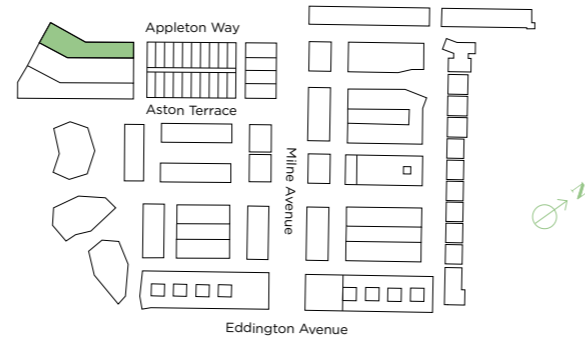 Appleton Way
Aston Terrace
Milne Avenue
N
Eddington Avenue